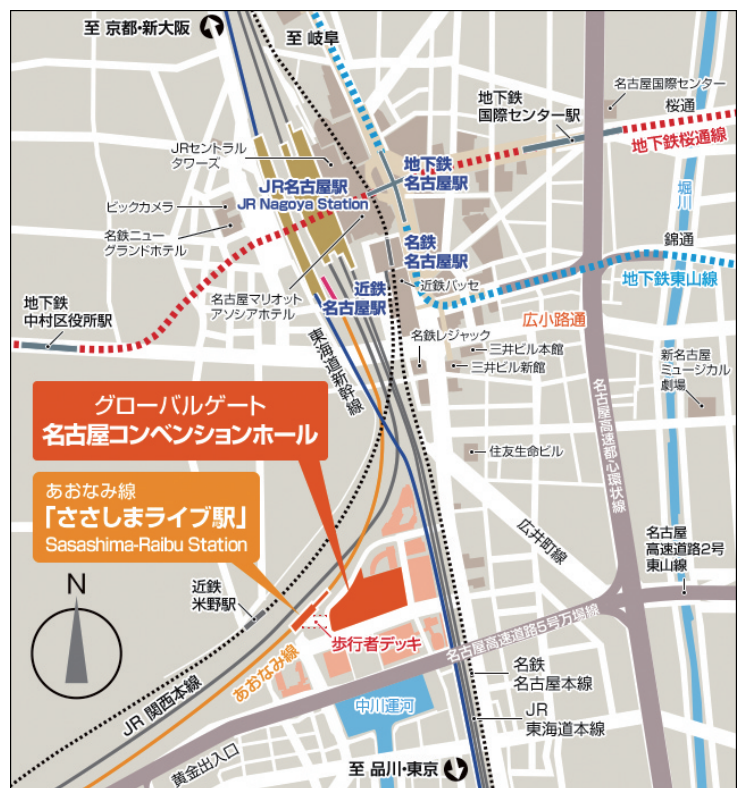 至 京都・新大阪
至 岐阜
名古屋国際センター
桜通
地下鉄
国際センター駅
地下鉄桜通線
JRセントラル
タワーズ
地下鉄
名古屋駅
JR名古屋駅
JR Nagoya Station
堀川
ビックカメラ
名鉄ニュー
グランドホテル
名鉄
名古屋駅
錦通
地下鉄東山線
近鉄パッセ
近鉄
名古屋駅
名古屋マリオット
アソシアホテル
地下鉄
中村区役所駅
広小路通
東海道新幹線
名鉄レジャック
三井ビル本館
三井ビル新館
新名古屋
ミュージカル
劇場
グローバルゲート
名古屋コンベンションホール
名古屋高速都心環状線
住友生命ビル
あおなみ線
「ささしまライブ駅」
Sasashima-Raibu Station
広井町線
名古屋
高速道路2号
東山線
N
近鉄
米野駅
歩行者デッキ
名古屋高速道路5号万場線
あおなみ線
JR 関西本線
名鉄
名古屋本線
中川運河
JR
東海道本線
黄金出入口
至 品川・東京